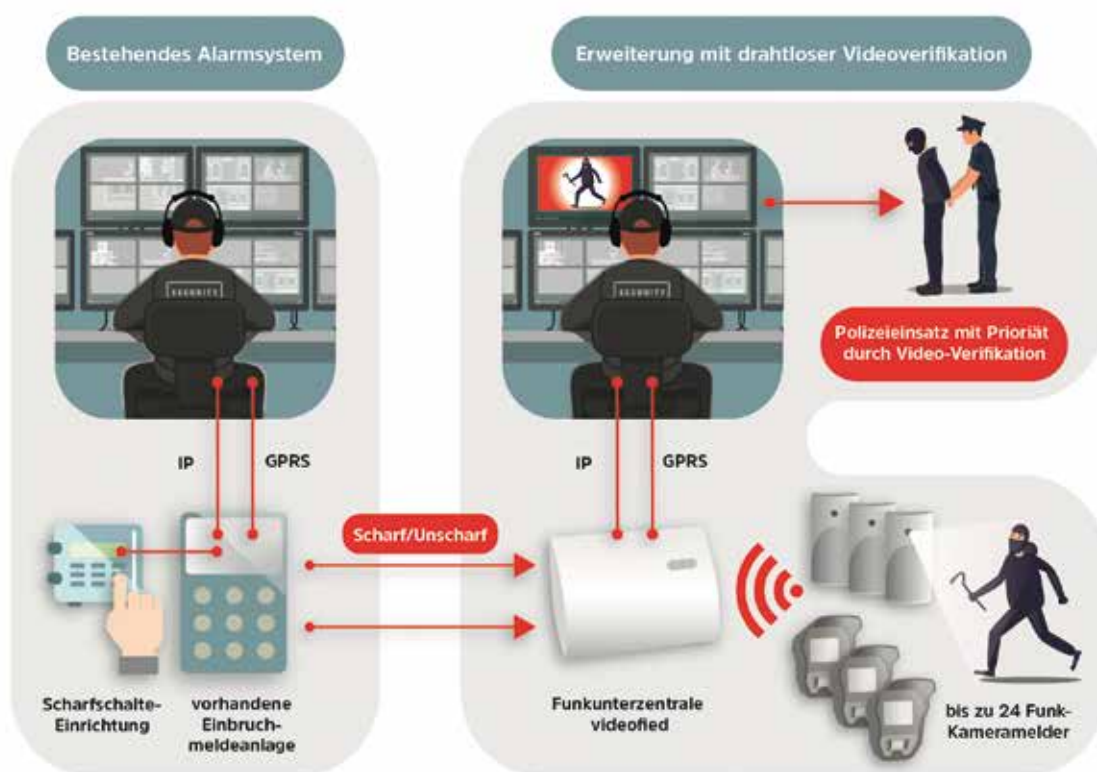 Bestehendes Alarmsystem
Erweiterung mit drahtloser Videoverifikation
SECURITY
SECURITY
Polizeieinsatz mit Prioriät
durch Video-Verifikation
IP
GPRS
IP
GPRS
Scharf/Unscharf
Scharfschalte-
Einrichtung
vorhandene
Einbruch-
meldeanlage
Funkunterzentrale
videofied
bis zu 24 Funk-
Kameramelder